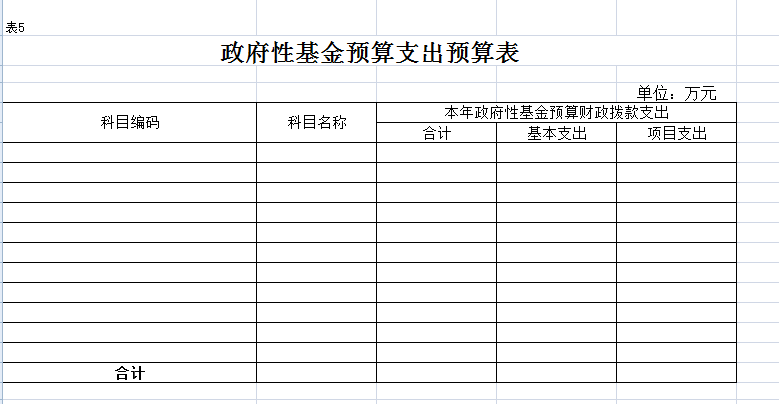 表5
政府性基金预算支出预算表
单位：万元
科目编码 科目名称 本年政府性基金预算财政拨款支出
合计 基本支出 项目支出
合计